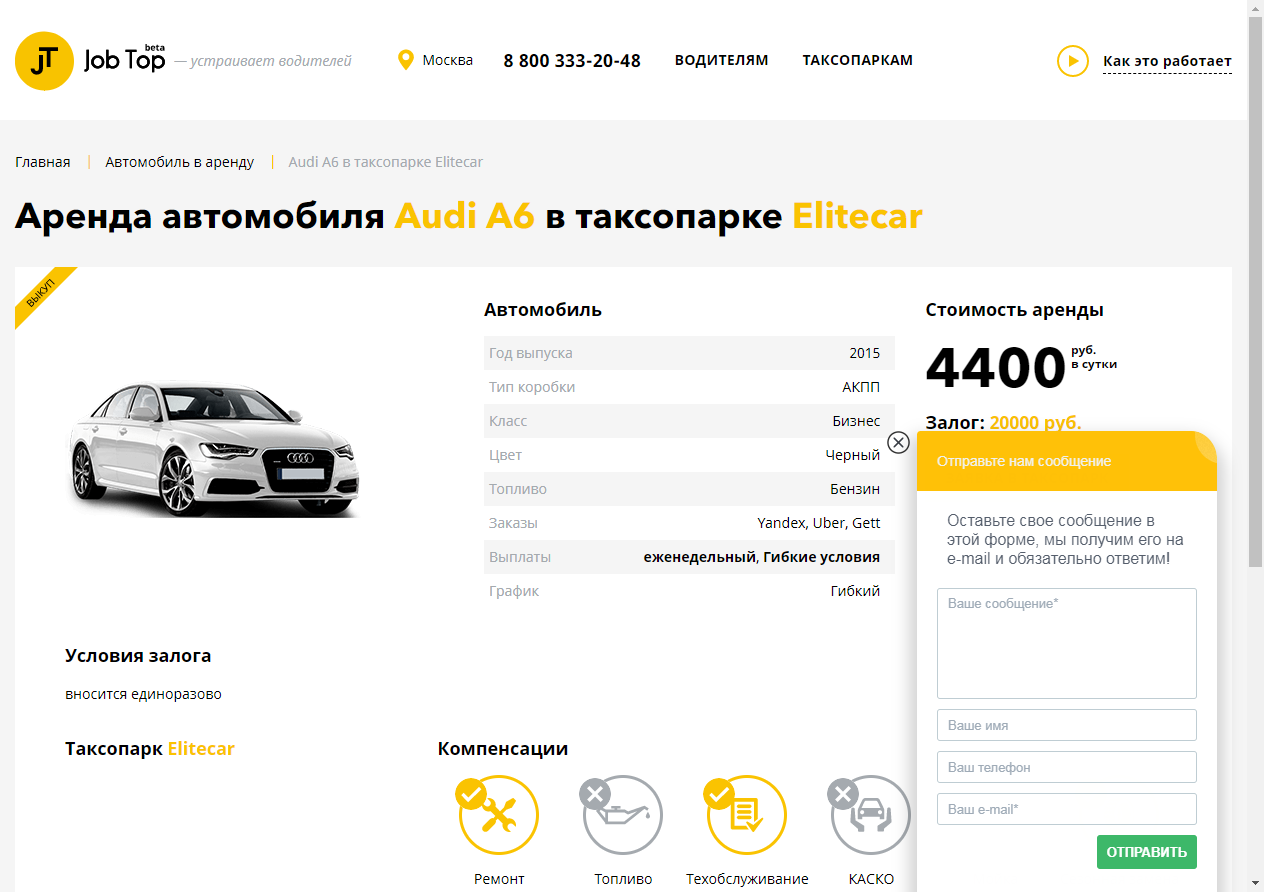 JT Job Top beta — устраивает водителей Москва 8 800 333-20-48 ВОДИТЕЛЯМ ТАКСОПАРКАМ Как это работает
Главная | Автомобиль в аренду | Audi A6 в таксопарке Elitecar
Аренда автомобиля Audi A6 в таксопарке Elitecar
ВЫКУП
Автомобиль
Год выпуска 2015
Тип коробки АКПП
Класс Бизнес
Цвет Черный
Топливо Бензин
Заказы Yandex, Uber, Gett
Выплаты еженедельный, Гибкие условия
График Гибкий
Стоимость аренды
4400 руб.
в сутки
Залог: 20000 руб.
Условия залога
вносится единоразово
Таксопарк Elitecar
Компенсации
Ремонт
Топливо
Техобслуживание
КАСКО
Отправьте нам сообщение
Оставьте свое сообщение в
этой форме, мы получим его на
e-mail и обязательно ответим!
Ваше сообщение*
Ваше имя
Ваш телефон
Ваш e-mail*
ОТПРАВИТЬ